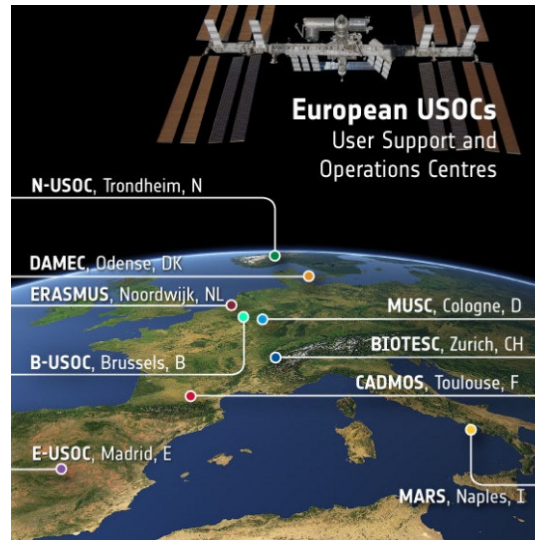 European USOCs
User Support and
Operations Centres
N-USOC, Trondheim, N
DAMEC, Odense, DK
ERASMUS, Noordwijk, NL
MUSC, Cologne, D
BIOTESC, Zurich, CH
B-USOC, Brussels, B
CADMOS, Toulouse, F
E-USOC, Madrid, E
MARS, Naples, I